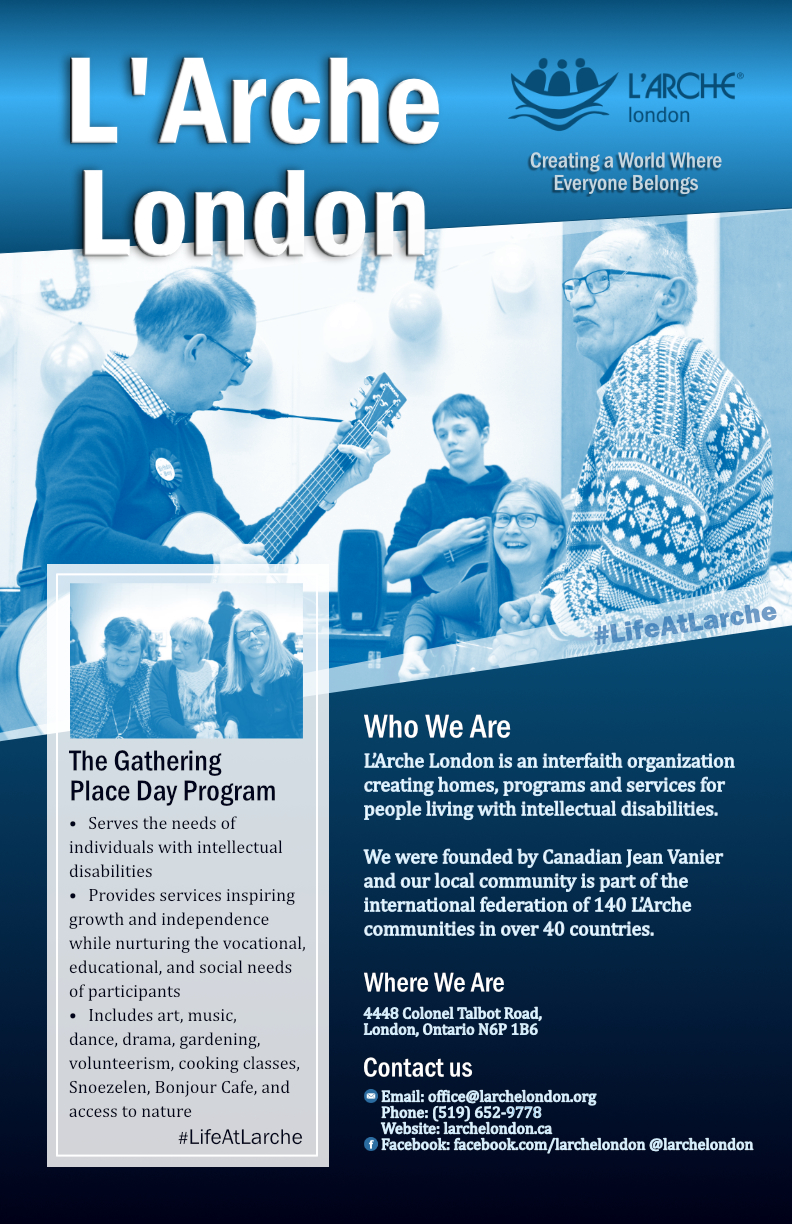 L'Arche
London
L'ARCHE®
london
Creating a World Where
Everyone Belongs
#LifeAtLarche
The Gathering
Place Day Program
• Serves the needs of
individuals with intellectual
disabilities
• Provides services inspiring
growth and independence
while nurturing the vocational,
educational, and social needs
of participants
• Includes art, music,
dance, drama, gardening,
volunteerism, cooking classes,
Snoezelen, Bonjour Cafe, and
access to nature
#LifeAtLarche
Who We Are
L'Arche London is an interfaith organization
creating homes, programs and services for
people living with intellectual disabilities.
We were founded by Canadian Jean Vanier
and our local community is part of the
international federation of 140 L'Arche
communities in over 40 countries.
Where We Are
4448 Colonel Talbot Road,
London, Ontario N6P 1B6
Contact us
Email: office@larchelondon.org
Phone: (519) 652-9778
Website: larchelondon.ca
Facebook: facebook.com/larchelondon @larchelondon